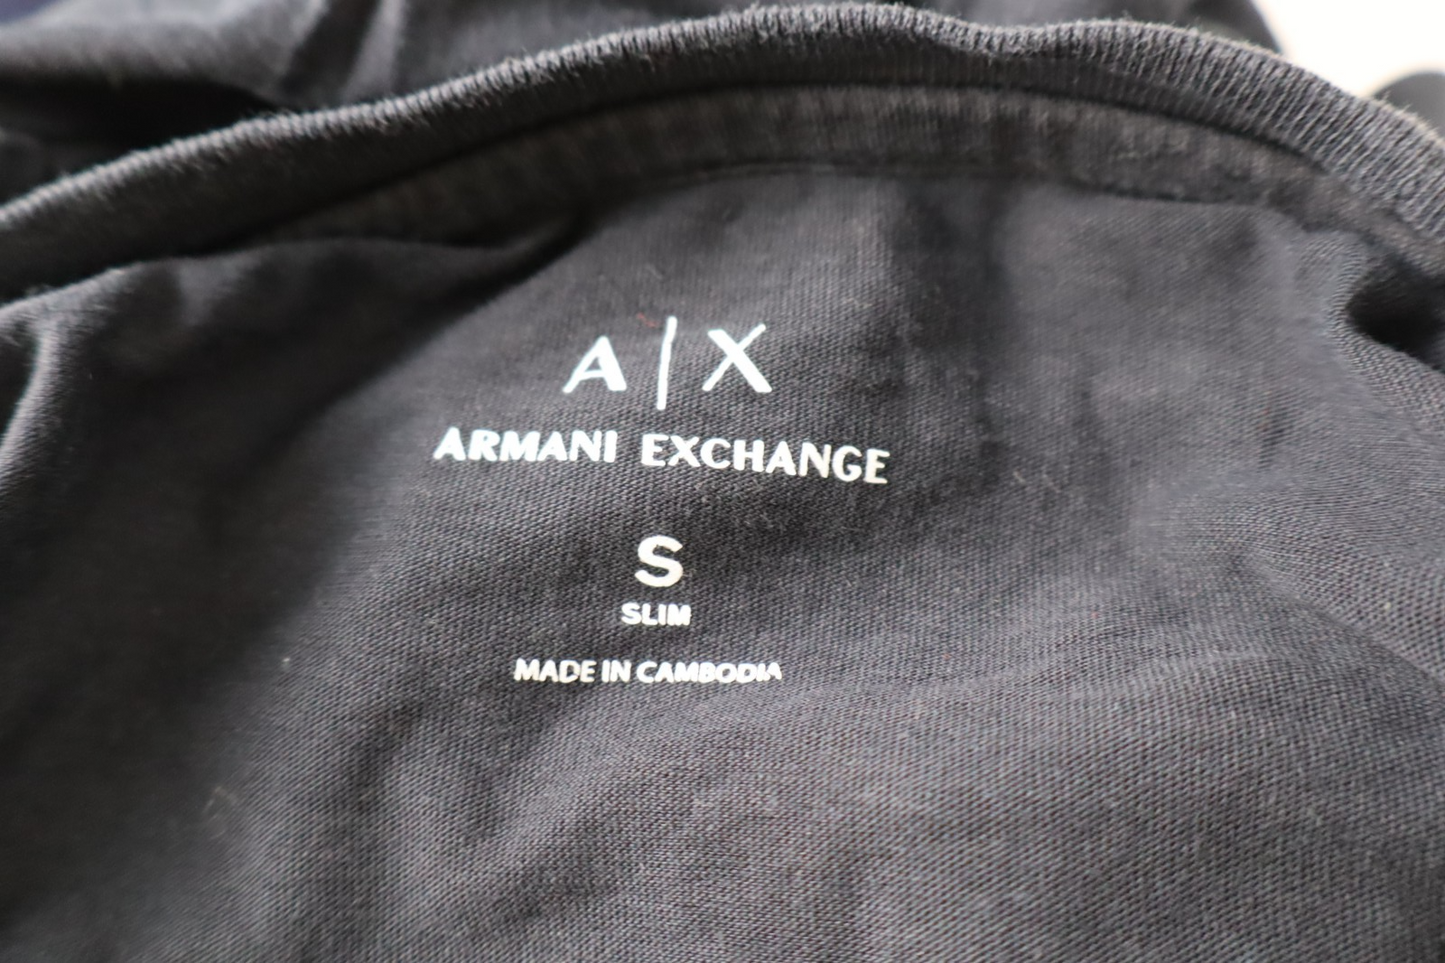 A|X
ARMANI EXCHANGE
S
SLIM
MADE IN CAMBODIA